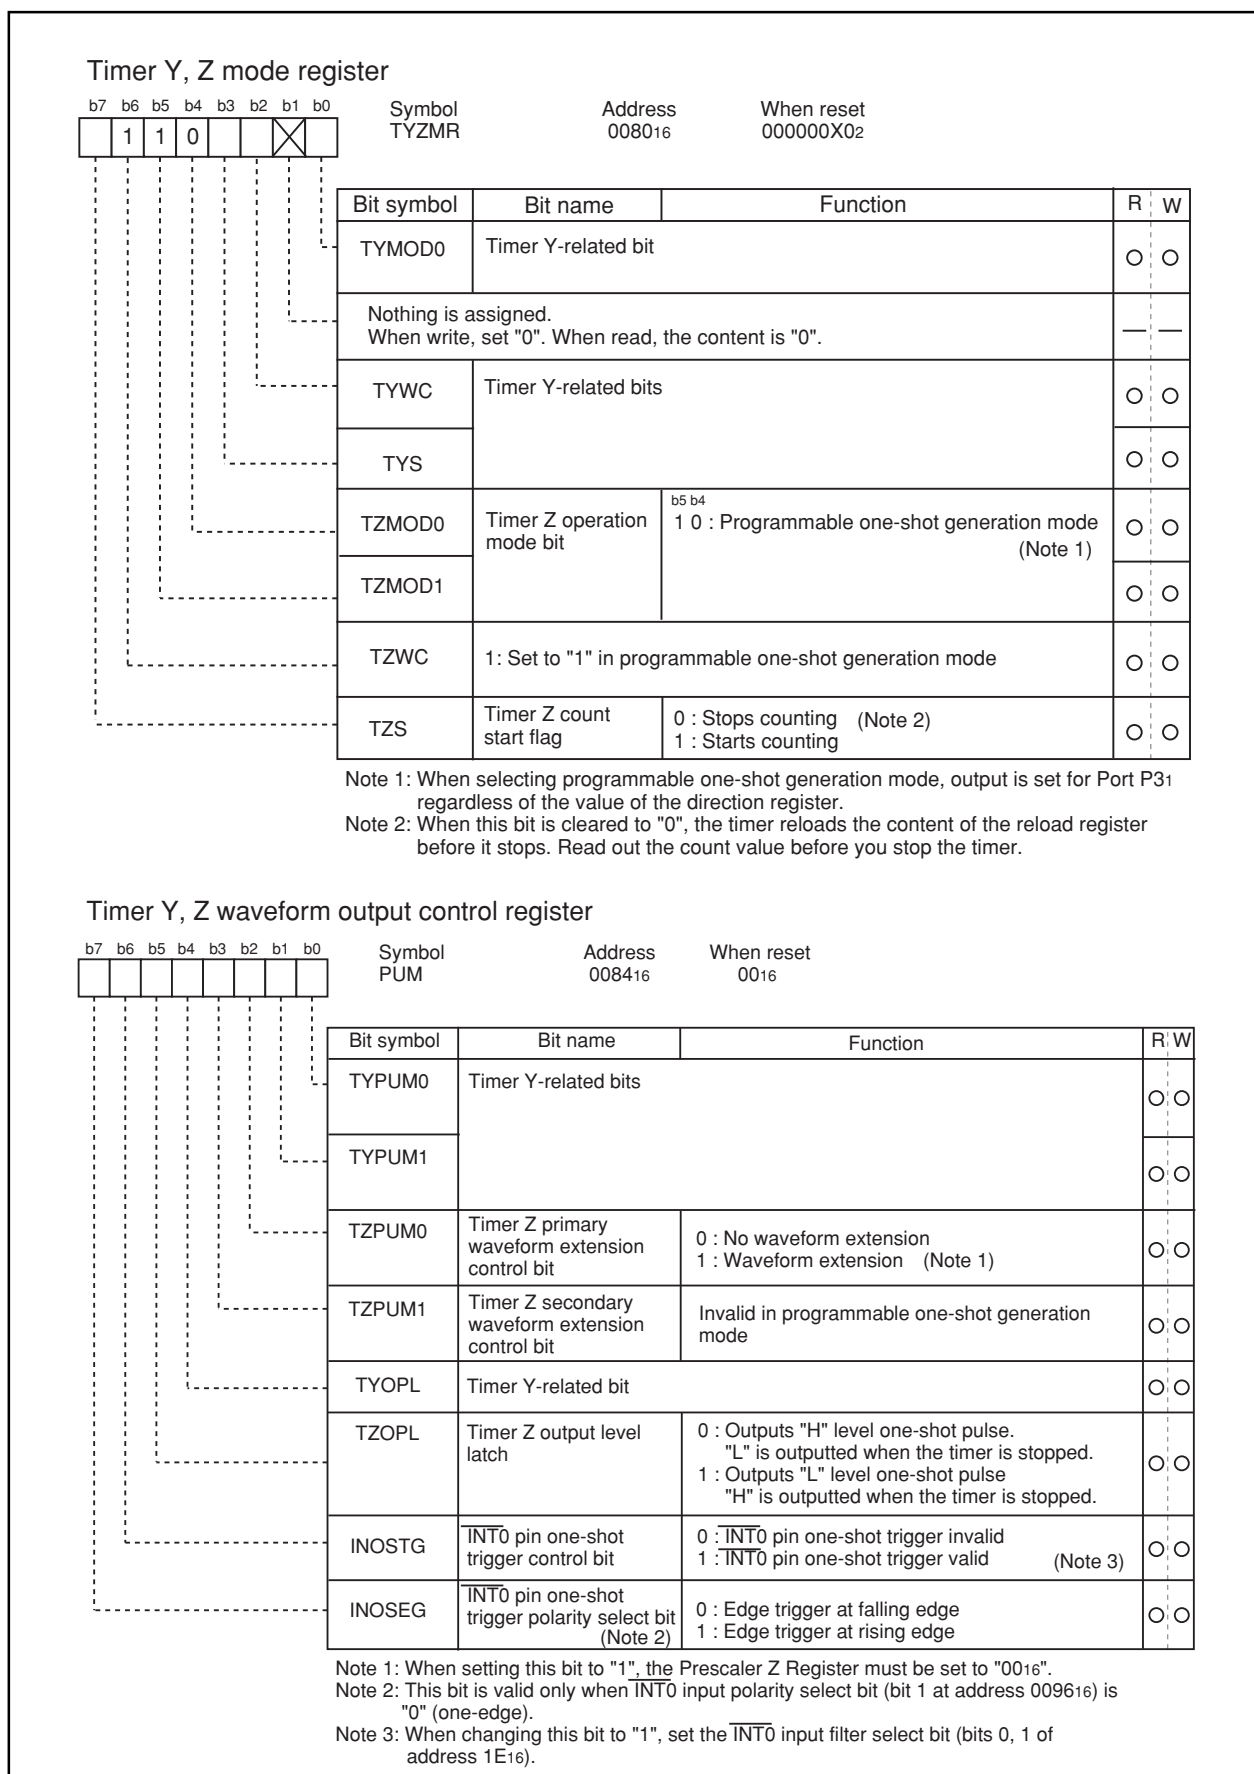 Timer Y, Z mode register
b7 b6 b5 b4 b3 b2 b1 b0
1 1 0
Symbol Address When reset
TYZMR 008016 000000X02
Bit symbol Bit name Function R W
TYMOD0 Timer Y-related bit
Nothing is assigned.
When write, set "0". When read, the content is "0".
TYWC Timer Y-related bits
TYS
b5 b4
TZMOD0 Timer Z operation 1 0 : Programmable one-shot generation mode
mode bit (Note 1)
TZMOD1
TZWC 1: Set to "1" in programmable one-shot generation mode
TZS Timer Z count 0 : Stops counting (Note 2)
start flag 1 : Starts counting
Note 1: When selecting programmable one-shot generation mode, output is set for Port P31
regardless of the value of the direction register.
Note 2: When this bit is cleared to "0", the timer reloads the content of the reload register
before it stops. Read out the count value before you stop the timer.
Timer Y, Z waveform output control register
b7 b6 b5 b4 b3 b2 b1 b0
Symbol Address When reset
PUM 008416 0016
Bit symbol Bit name Function R W
TYPUM0 Timer Y-related bits
TYPUM1
TZPUM0 Timer Z primary
waveform extension 0 : No waveform extension
control bit 1 : Waveform extension (Note 1)
TZPUM1 Timer Z secondary
waveform extension Invalid in programmable one-shot generation
control bit mode
TYOPL Timer Y-related bit
TZOPL Timer Z output level 0 : Outputs "H" level one-shot pulse.
latch "L" is outputted when the timer is stopped.
1 : Outputs "L" level one-shot pulse
"H" is outputted when the timer is stopped.
INOSTG INT0 pin one-shot 0 : INT0 pin one-shot trigger invalid
trigger control bit 1 : INT0 pin one-shot trigger valid (Note 3)
INOSEG INT0 pin one-shot 0 : Edge trigger at falling edge
trigger polarity select bit 1 : Edge trigger at rising edge
(Note 2)
Note 1: When setting this bit to "1", the Prescaler Z Register must be set to "0016".
Note 2: This bit is valid only when INT0 input polarity select bit (bit 1 at address 009616) is
"0" (one-edge).
Note 3: When changing this bit to "1", set the INT0 input filter select bit (bits 0, 1 of
address 1E16).